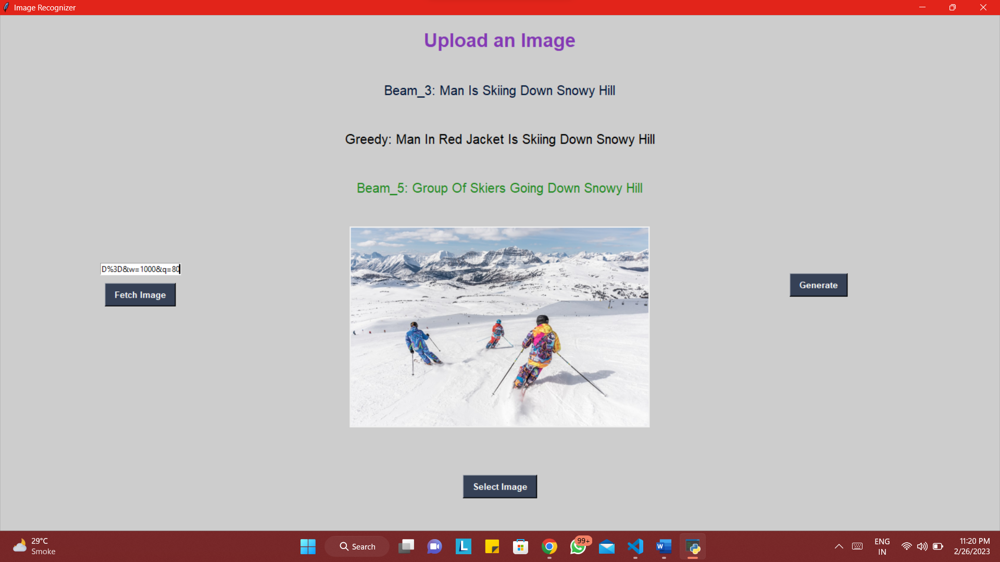 Image Recognizer
Upload an Image
Beam_3: Man Is Skiing Down Snowy Hill
Greedy: Man In Red Jacket Is Skiing Down Snowy Hill
Beam_5: Group Of Skiers Going Down Snowy Hill
D%3D&w=1000&q=80
Fetch Image
Generate
Select Image
29°C
Smoke
Search
L
99+
W
ENG
IN
11:20 PM
2/26/2023